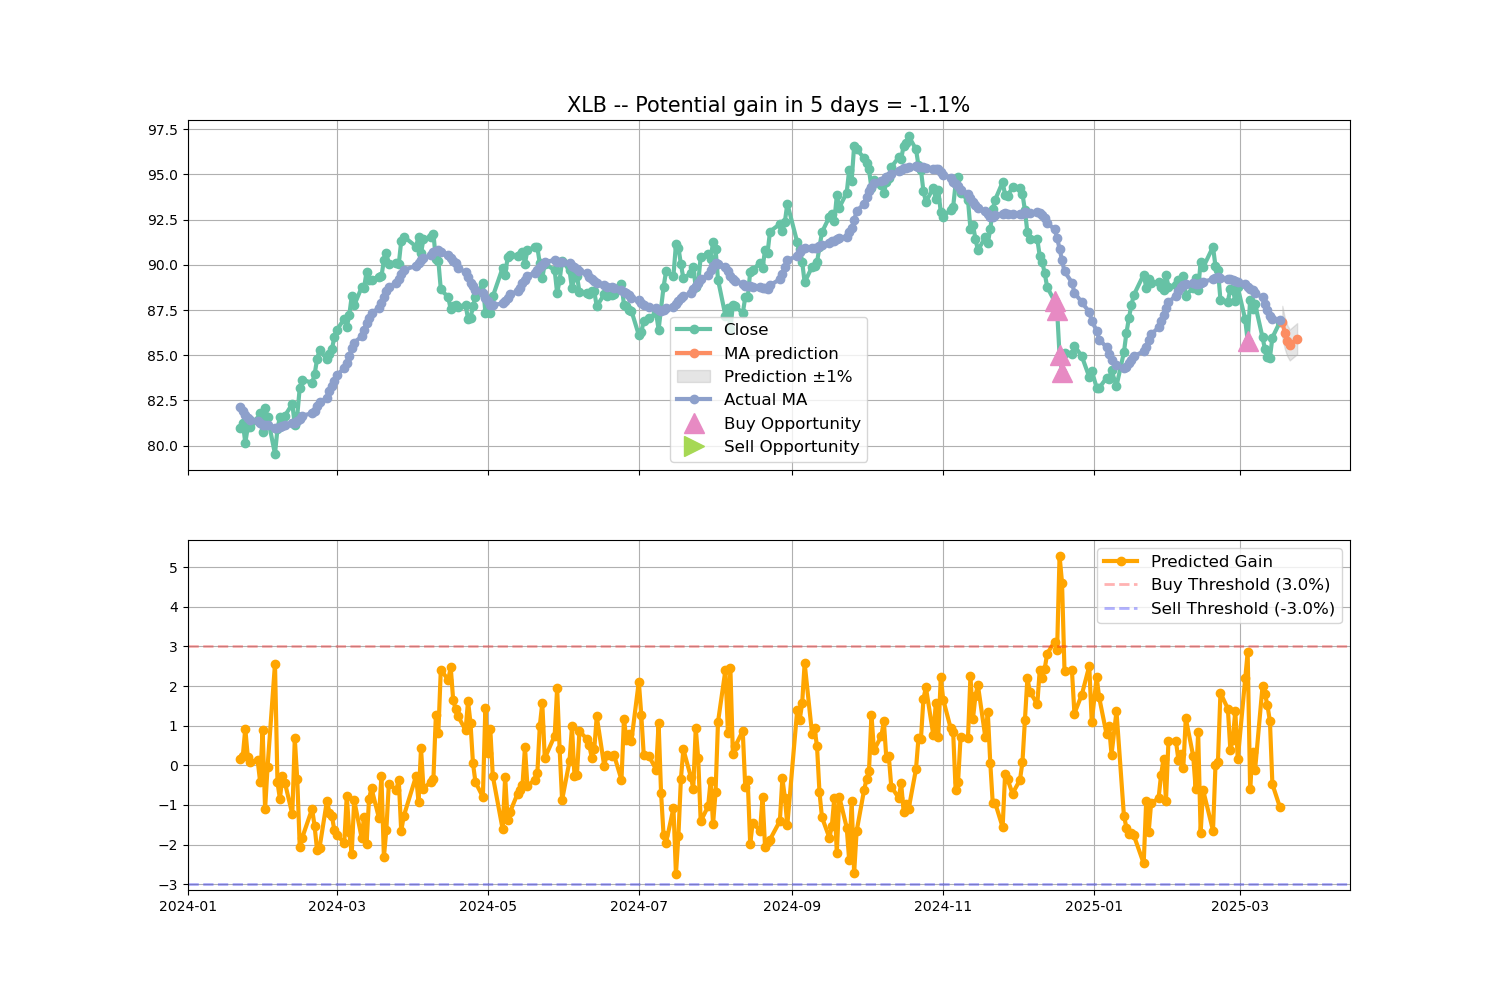 XLB -- Potential gain in 5 days = -1.1%
97.5
95.0
92.5
90.0
87.5
85.0
82.5
80.0
Close
MA prediction
Prediction ±1%
Actual MA
Buy Opportunity
Sell Opportunity
5
4
3
2
1
0
−1
−2
−3
Predicted Gain
Buy Threshold (3.0%)
Sell Threshold (-3.0%)
2024-01 2024-03 2024-05 2024-07 2024-09 2024-11 2025-01 2025-03